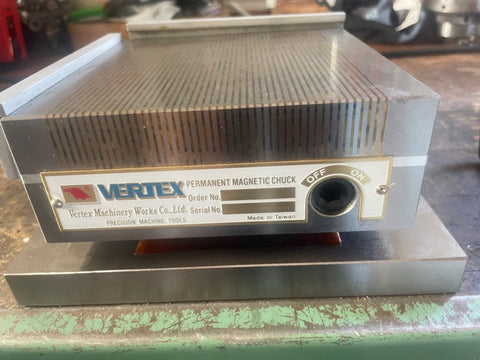 VERTEX PERMANENT MAGNETIC CHUCK
Order No.
Vertex Machinery Works Co., Ltd. Serial No.
PRECISION MACHINE TOOLS Made in Taiwan
OFF ON